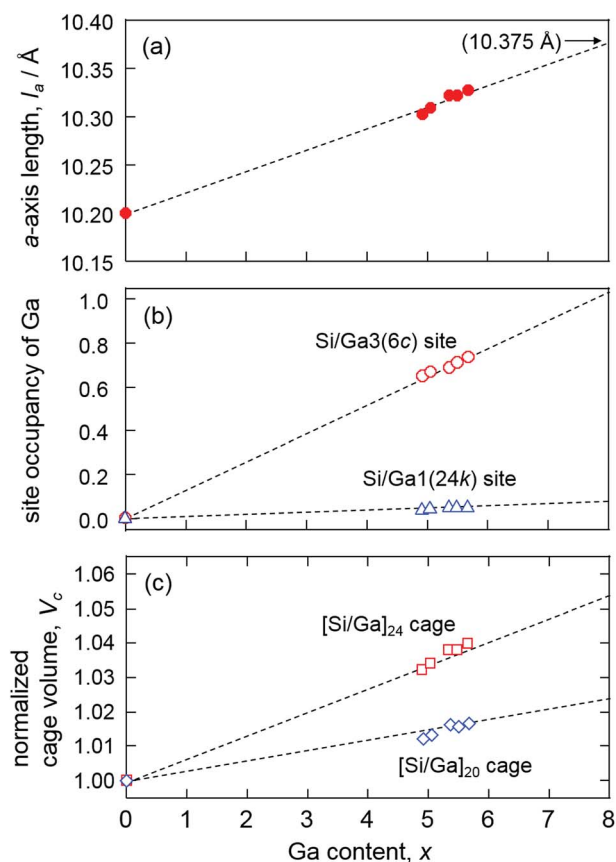 10.40
(a)
(10.375 Å)
10.35
10.30
10.25
10.20
10.15
a-axis length, lₐ / Å
1.0
(b)
0.8
Si/Ga3(6c) site
0.6
0.4
0.2
Si/Ga1(24k) site
0.0
site occupancy of Ga
1.06
(c)
1.05
1.04
[Si/Ga]₂₄ cage
1.03
1.02
1.01
[Si/Ga]₂₀ cage
1.00
normalized
cage volume, V_c
0 1 2 3 4 5 6 7 8
Ga content, x